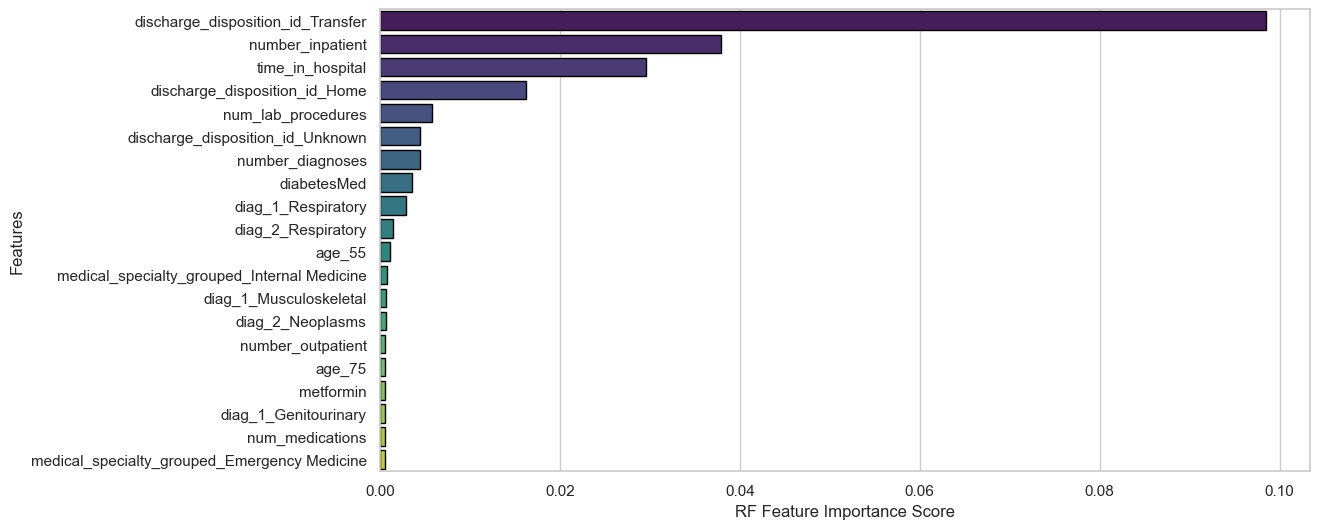 Features
discharge_disposition_id_Transfer
number_inpatient
time_in_hospital
discharge_disposition_id_Home
num_lab_procedures
discharge_disposition_id_Unknown
number_diagnoses
diabetesMed
diag_1_Respiratory
diag_2_Respiratory
age_55
medical_specialty_grouped_Internal Medicine
diag_1_Musculoskeletal
diag_2_Neoplasms
number_outpatient
age_75
metformin
diag_1_Genitourinary
num_medications
medical_specialty_grouped_Emergency Medicine
0.00 0.02 0.04 0.06 0.08 0.10
RF Feature Importance Score